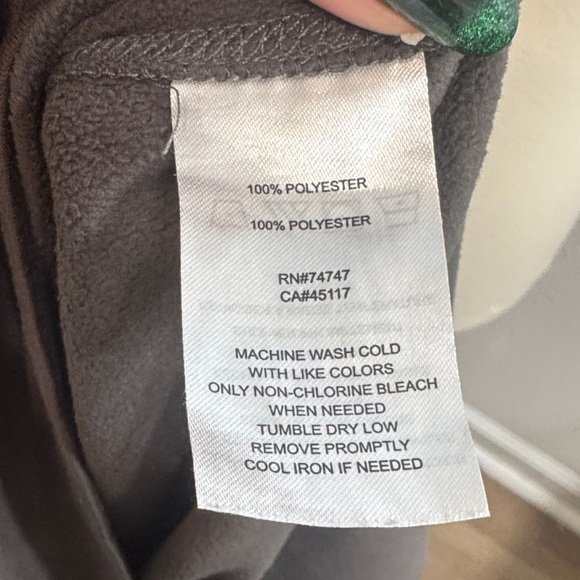 100% POLYESTER
100% POLYESTER
RN#74747
CA#45117
MACHINE WASH COLD
WITH LIKE COLORS
ONLY NON-CHLORINE BLEACH
WHEN NEEDED
TUMBLE DRY LOW
REMOVE PROMPTLY
COOL IRON IF NEEDED